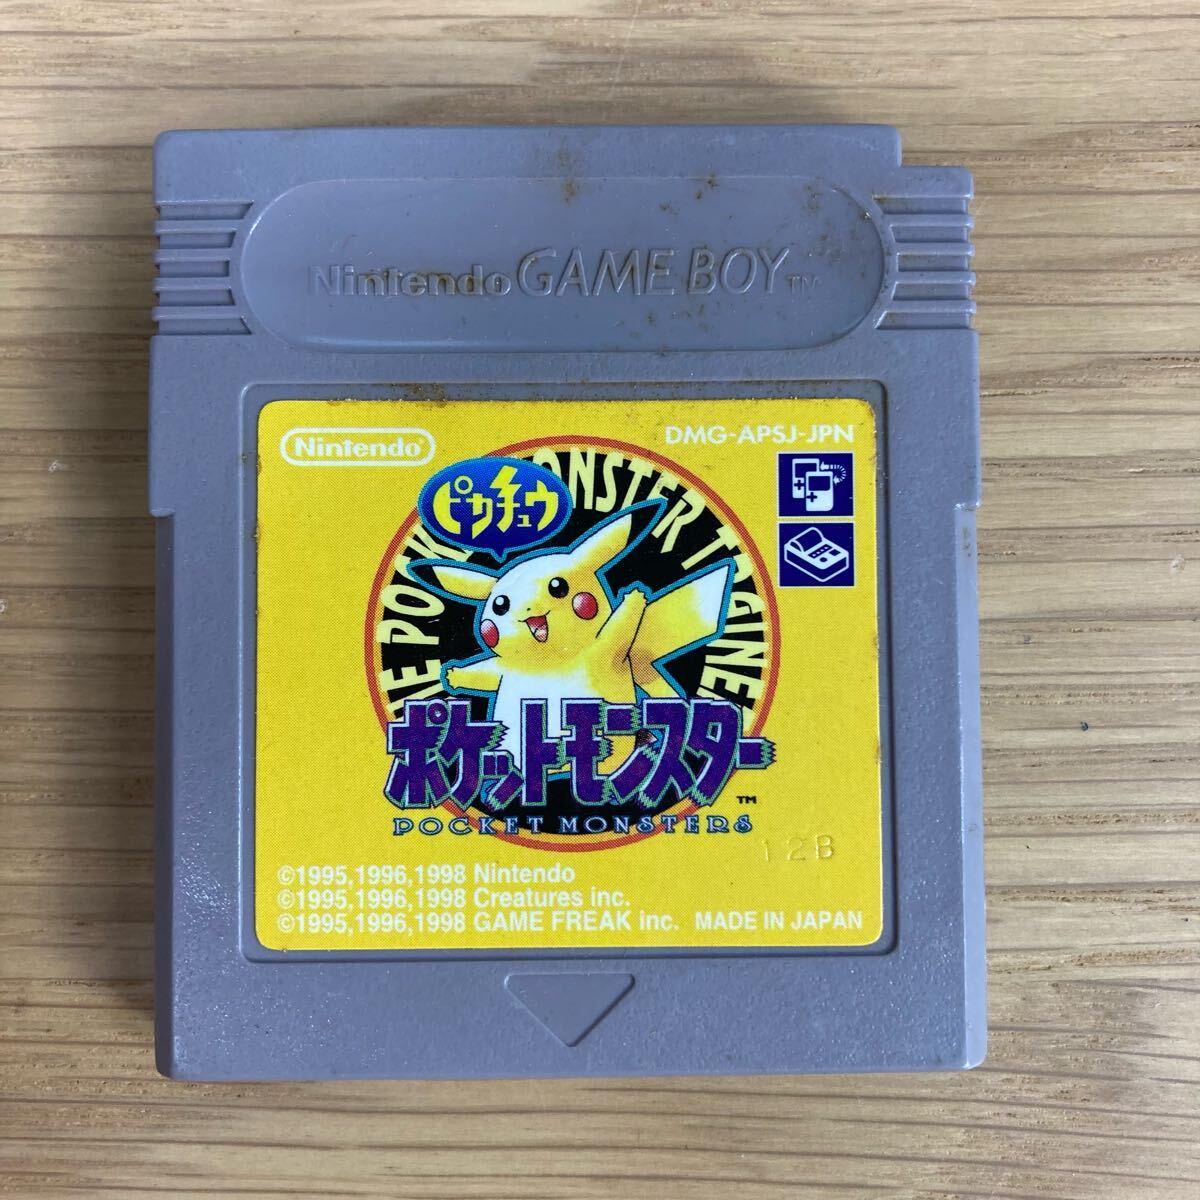 Nintendo GAME BOY TM
Nintendo
DMG-APSJ-JPN
ピカチュウ
ポケットモンスター
TM
POCKET MONSTERS
12B
©1995,1996,1998 Nintendo
©1995,1996,1998 Creatures inc.
©1995,1996,1998 GAME FREAK inc. MADE IN JAPAN